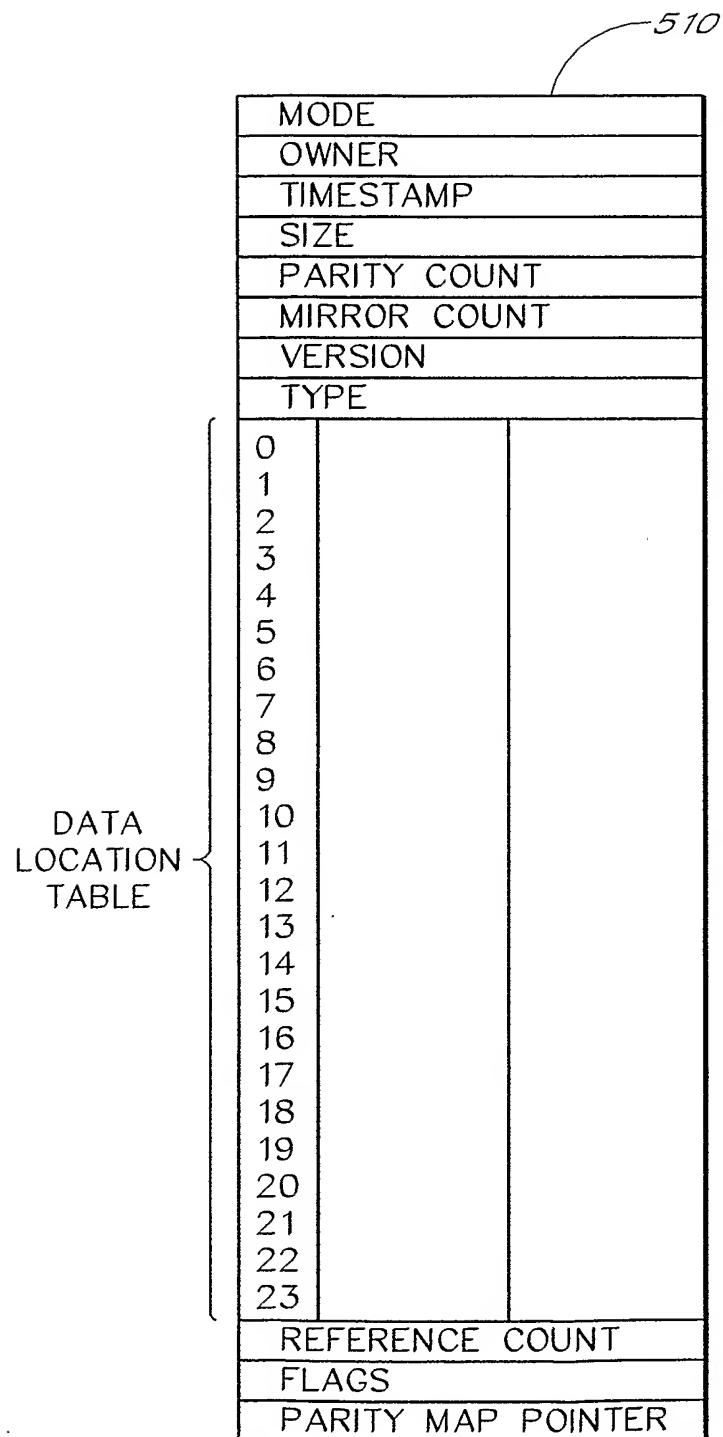 510
MODE
OWNER
TIMESTAMP
SIZE
PARITY COUNT
MIRROR COUNT
VERSION
TYPE
DATA
LOCATION
TABLE
0
1
2
3
4
5
6
7
8
9
10
11
12
13
14
15
16
17
18
19
20
21
22
23
REFERENCE COUNT
FLAGS
PARITY MAP POINTER